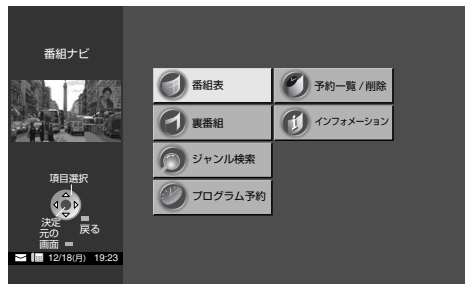 番組ナビ
項目選択
決定
元の
画面
戻る
12/18(月) 19:23
番組表
裏番組
ジャンル検索
プログラム予約
予約一覧/削除
インフォメーション